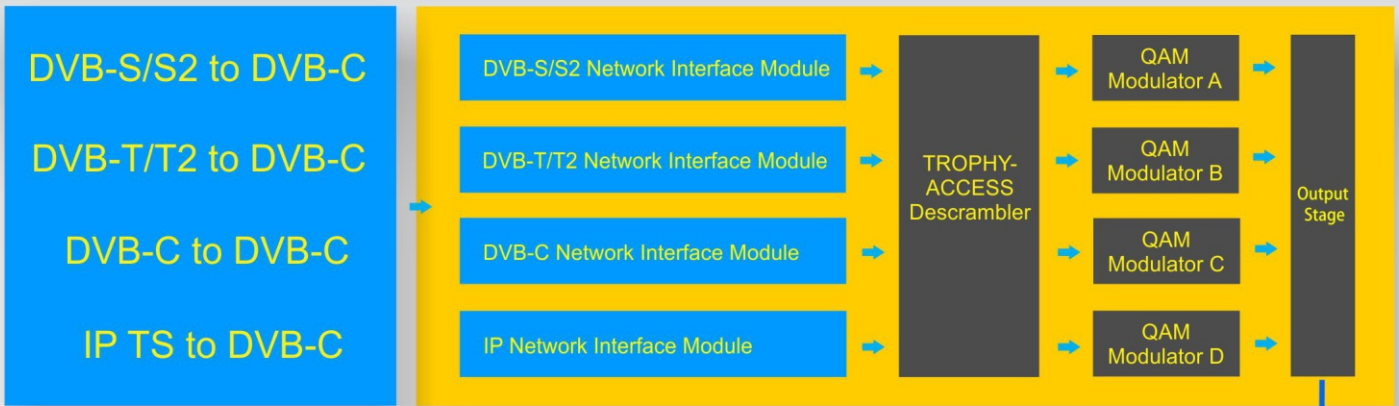 DVB-S/S2 to DVB-C
DVB-T/T2 to DVB-C
DVB-C to DVB-C
IP TS to DVB-C
DVB-S/S2 Network Interface Module
DVB-T/T2 Network Interface Module
DVB-C Network Interface Module
IP Network Interface Module
TROPHY-
ACCESS
Descrambler
QAM
Modulator A
QAM
Modulator B
QAM
Modulator C
QAM
Modulator D
Output
Stage